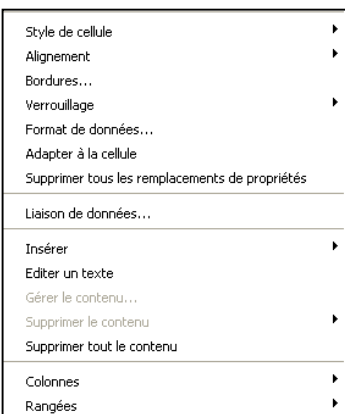 Style de cellule
Alignement
Bordures...
Verrouillage
Format de données...
Adapter à la cellule
Supprimer tous les remplacements de propriétés
Liaison de données...
Insérer
Editer un texte
Gérer le contenu...
Supprimer le contenu
Supprimer tout le contenu
Colonnes
Rangées